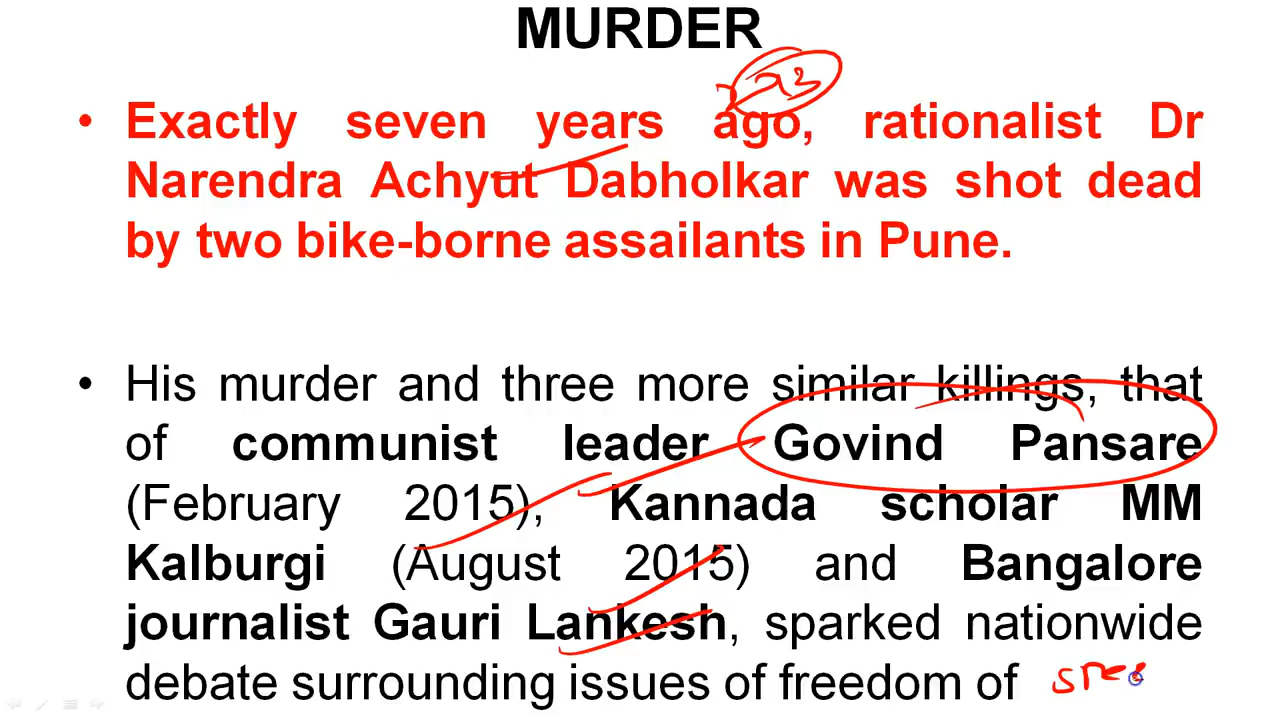 MURDER
• Exactly seven years ago, rationalist Dr
Narendra Achyut Dabholkar was shot dead
by two bike-borne assailants in Pune.
• His murder and three more similar killings, that
of communist leader Govind Pansare
(February 2015), Kannada scholar MM
Kalburgi (August 2015) and Bangalore
journalist Gauri Lankesh, sparked nationwide
debate surrounding issues of freedom of